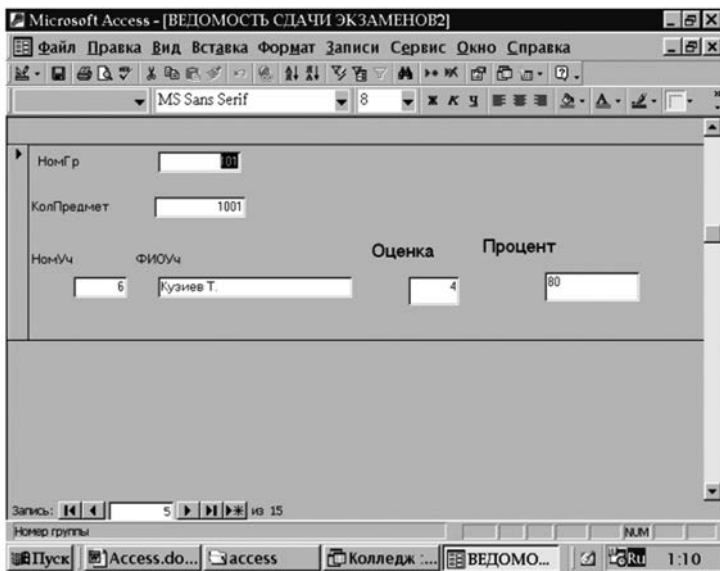 Microsoft Access - [ВЕДОМОСТЬ СДАЧИ ЭКЗАМЕНОВ2]
Файл Правка Вид Вставка Формат Записи Сервис Окно Справка
MS Sans Serif 8 Ж К Ч
НомГр 101
КолПредмет 1001
НомУч ФИОУч Оценка Процент
6 Кузиев Т. 4 80
Запись: 5 из 15
Номер группы NUM
Пуск Access.do... access Колледж :... ВЕДОМО... Ru 1:10